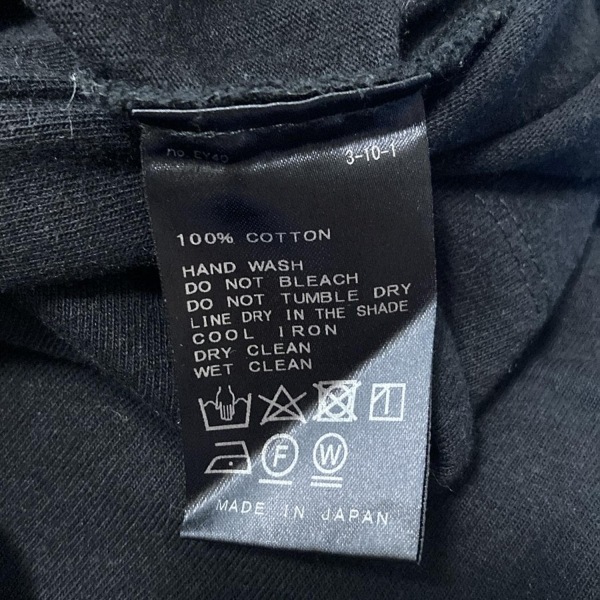 3-10-1
100% COTTON
HAND WASH
DO NOT BLEACH
DO NOT TUMBLE DRY
LINE DRY IN THE SHADE
COOL IRON
DRY CLEAN
WET CLEAN
F W
MADE IN JAPAN